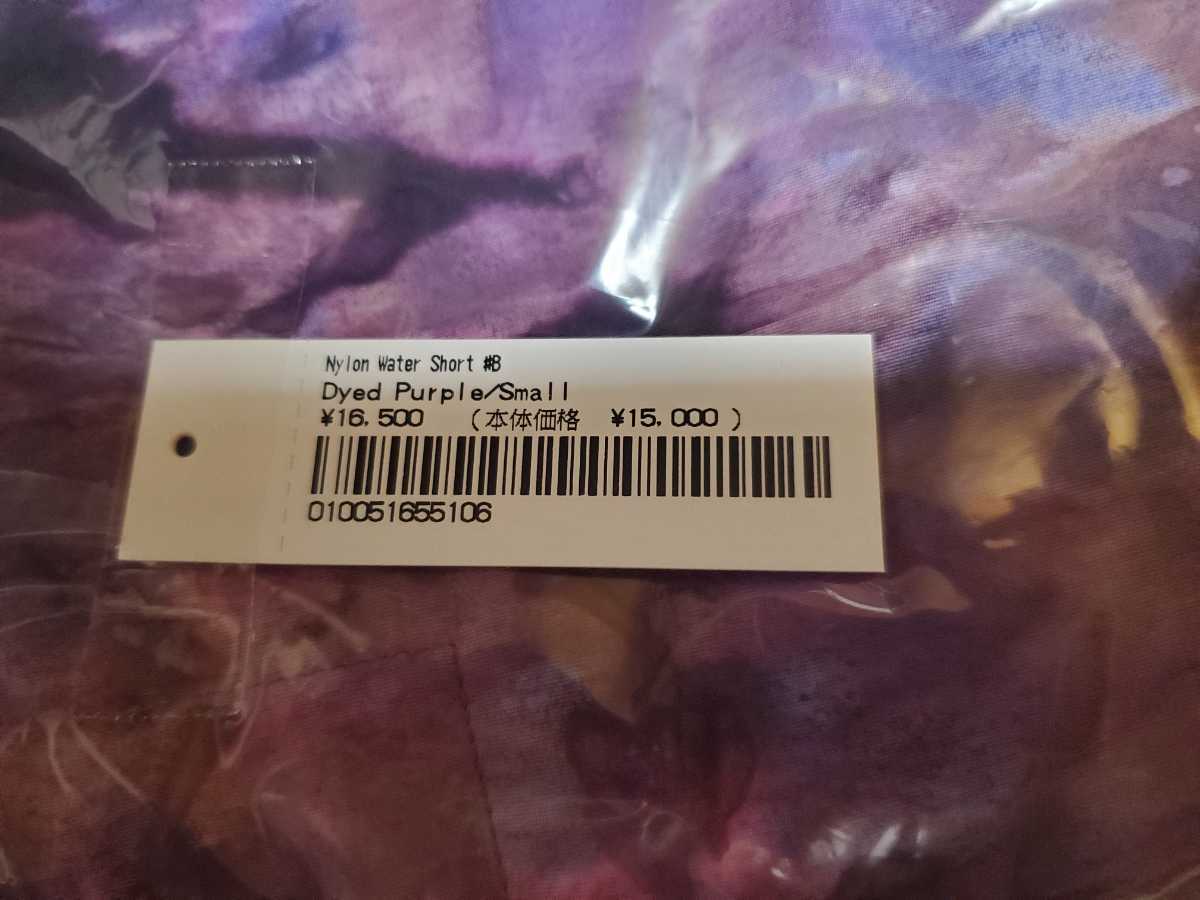 Nylon Water Short #B
Dyed Purple/Small
¥16,500 (本体価格 ¥15,000)
010051655106